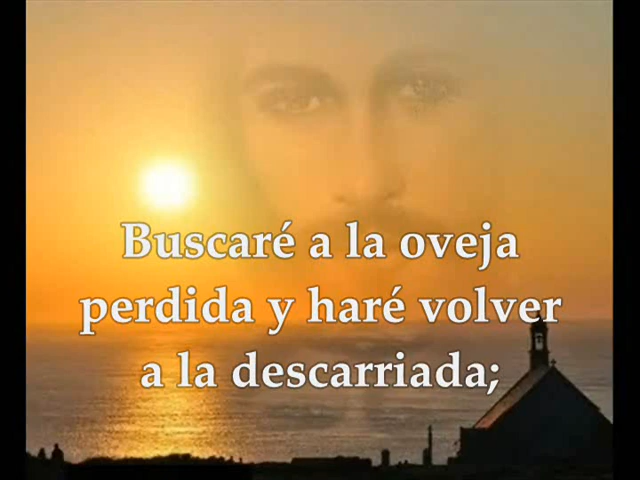 Buscaré a la oveja
perdida y haré volver
a la descarriada;